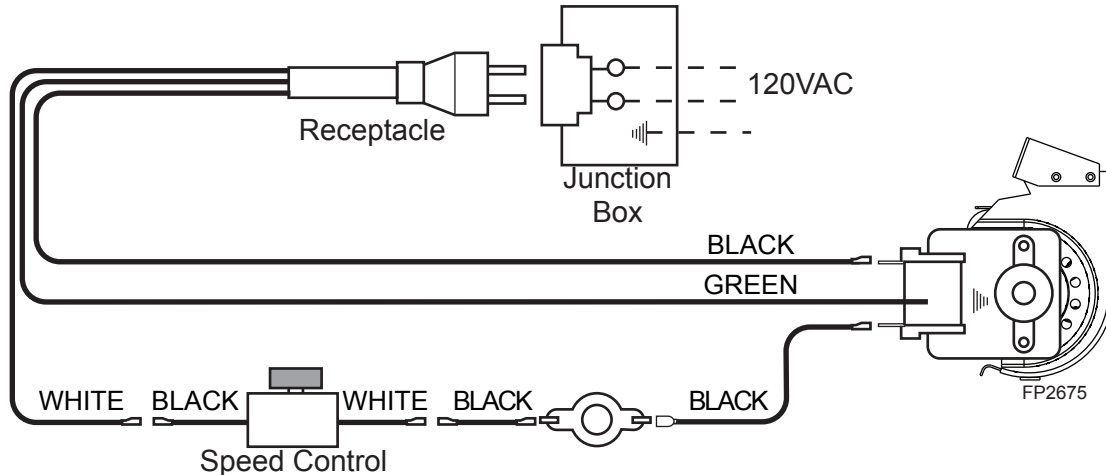 120VAC
Receptacle
Junction
Box
BLACK
GREEN
FP2675
WHITE BLACK WHITE BLACK BLACK
Speed Control